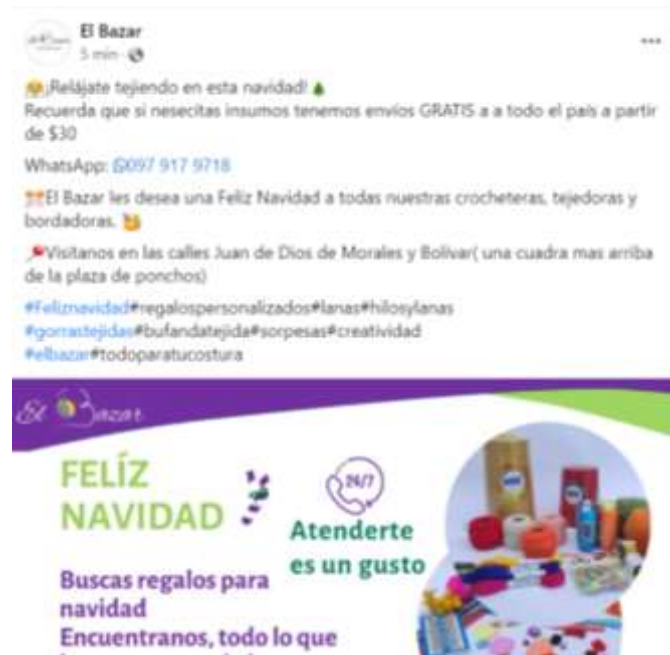 El Bazar
5 min
¡Relájate tejiendo en esta navidad!
Recuerda que si nesecitas insumos tenemos envíos GRATIS a a todo el país a partir
de $30
WhatsApp: 097 917 9718
El Bazar les desea una Feliz Navidad a todas nuestras crocheteras, tejedoras y
bordadoras.
Visitanos en las calles Juan de Dios de Morales y Bolívar( una cuadra mas arriba
de la plaza de ponchos)
#Feliznavidad#regalospersonalizados#lanas#hilosylanas
#gorrastejidas#bufandatejida#sorpesas#creatividad
#elbazar#todoparatucostura
El Bazar
FELÍZ
NAVIDAD
24/7
Atenderte
es un gusto
Buscas regalos para
navidad
Encuentranos, todo lo que